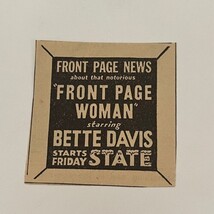 FRONT PAGE NEWS
about that notorious
"FRONT PAGE
WOMAN"
starring
BETTE DAVIS
STARTS
FRIDAY STATE